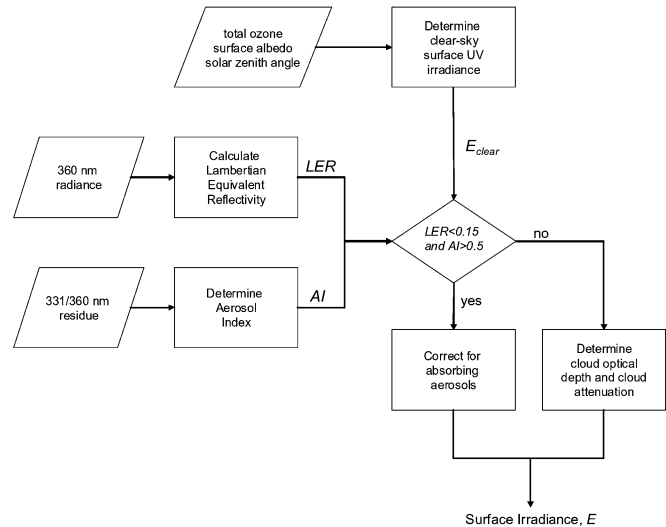 total ozone
surface albedo
solar zenith angle
Determine
clear-sky
surface UV
irradiance
E_clear
360 nm
radiance
Calculate
Lambertian
Equivalent
Reflectivity
LER
LER<0.15
and AI>0.5
no
yes
331/360 nm
residue
Determine
Aerosol
Index
AI
Correct for
absorbing
aerosols
Determine
cloud optical
depth and cloud
attenuation
Surface Irradiance, E